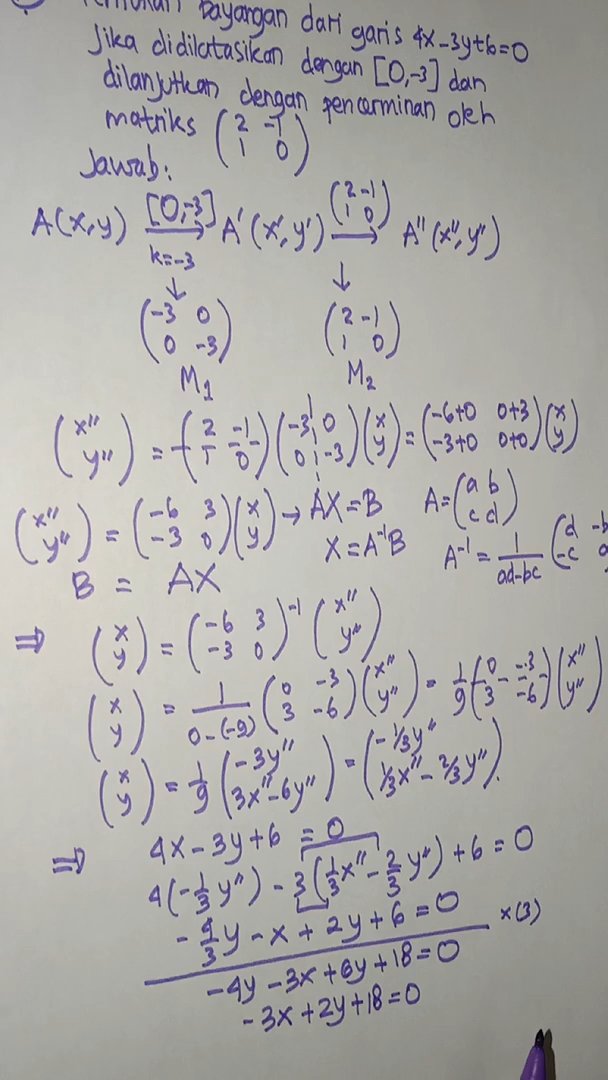 bayangan dari garis 4x-3y+6=0
Jika didilatasikan dengan [0,-3] dan
dilanjutkan dengan pencerminan oleh
matriks (2 -1
1 0)
Jawab:
A(x,y) [0,-3] k=-3 → A'(x',y') (2 -1
1 0) → A"(x",y")
↓ ↓
(-3 0
0 -3) (2 -1
1 0)
M₁ M₂
(x"
y") = (2 -1
1 0)(-3 0
0 -3)(x
y) = (-6+0 0+3
-3+0 0+0)(x
y)
(x"
y") = (-6 3
-3 0)(x
y) → AX=B A=(a b
c d)
X=A⁻¹B A⁻¹ = 1/ad-bc (d -b
-c a
B = AX
⇒ (x
y) = (-6 3
-3 0)⁻¹ (x"
y")
(x
y) = 1/0-(-9) (0 -3
3 -6)(x"
y") = 1/9 (0 -3
3 -6)(x"
y")
(x
y) = 1/9 (-3y"
3x"-6y") = (-1/3y"
1/3x"-2/3y").
⇒ 4x-3y+6 = 0
4(-1/3 y") - 3(1/3 x" - 2/3 y") + 6 = 0
-4/3 y - x + 2y + 6 = 0 ×(3)
-4y - 3x + 6y + 18 = 0
-3x + 2y + 18 = 0